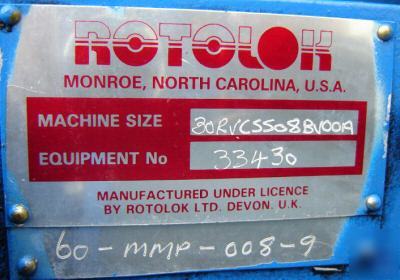 ROTOLOK
MONROE, NORTH CAROLINA, U.S.A.
MACHINE SIZE 30RVCSS08BV001A
EQUIPMENT No 33430
MANUFACTURED UNDER LICENCE
BY ROTOLOK LTD. DEVON. U.K.
60-MMP-008-9